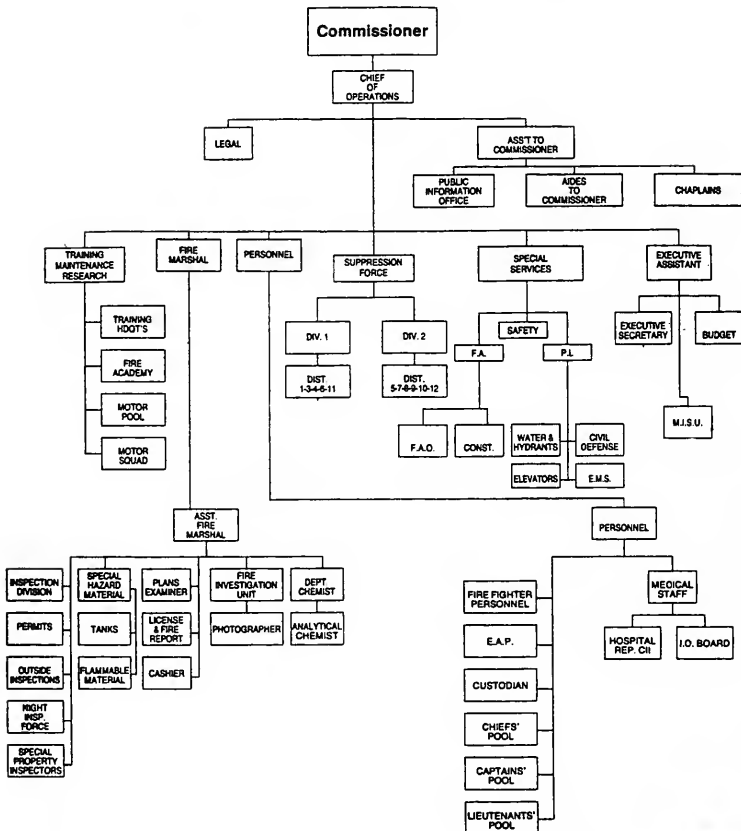 Commissioner
CHIEF
OF
OPERATIONS
LEGAL
ASS'T TO
COMMISSIONER
PUBLIC
INFORMATION
OFFICE
AIDES
TO
COMMISSIONER
CHAPLAINS
TRAINING
MAINTENANCE
RESEARCH
FIRE
MARSHAL
PERSONNEL
SUPPRESSION
FORCE
SPECIAL
SERVICES
EXECUTIVE
ASSISTANT
TRAINING
HDQT'S
FIRE
ACADEMY
MOTOR
POOL
MOTOR
SQUAD
DIV. 1
DIST.
1-3-4-6-11
DIV. 2
DIST.
5-7-8-9-10-12
SAFETY
F.A.
P.L.
F.A.O.
CONST.
WATER &
HYDRANTS
CIVIL
DEFENSE
ELEVATORS
E.M.S.
EXECUTIVE
SECRETARY
BUDGET
M.I.S.U.
ASST.
FIRE
MARSHAL
INSPECTION
DIVISION
PERMITS
OUTSIDE
INSPECTIONS
NIGHT
INSP.
FORCE
SPECIAL
PROPERTY
INSPECTORS
SPECIAL
HAZARD
MATERIAL
TANKS
FLAMMABLE
MATERIAL
PLANS
EXAMINER
LICENSE
& FIRE
REPORT
CASHIER
FIRE
INVESTIGATION
UNIT
PHOTOGRAPHER
DEPT
CHEMIST
ANALYTICAL
CHEMIST
PERSONNEL
FIRE FIGHTER
PERSONNEL
E.A.P.
CUSTODIAN
CHIEFS'
POOL
CAPTAINS'
POOL
LIEUTENANTS'
POOL
MEDICAL
STAFF
HOSPITAL
REP. CII
I.O. BOARD